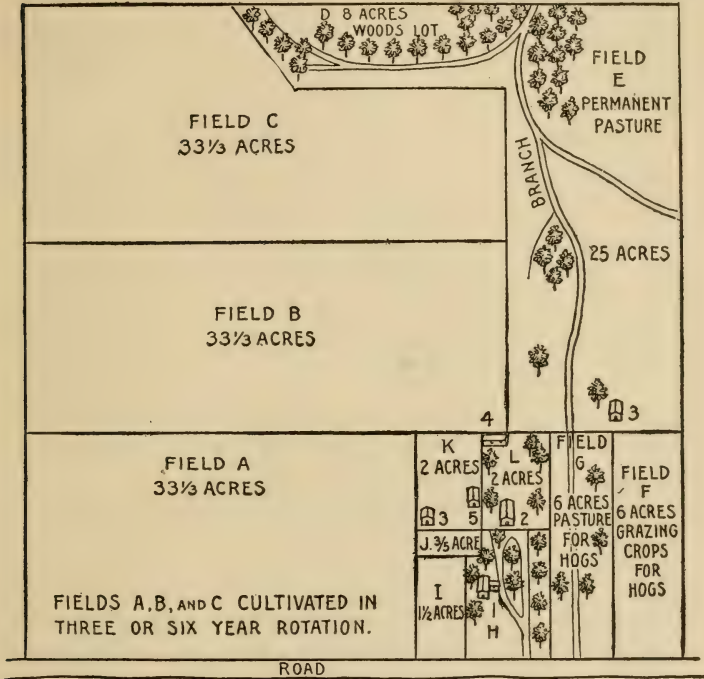 D 8 ACRES
WOODS LOT
FIELD
E
PERMANENT
PASTURE
FIELD C
33⅓ ACRES
BRANCH
25 ACRES
FIELD B
33⅓ ACRES
3
4
FIELD A
33⅓ ACRES
K
2 ACRES
L
2 ACRES
FIELD
G
6 ACRES
PASTURE
FOR
HOGS
FIELD
F
6 ACRES
GRAZING
CROPS
FOR
HOGS
3
5
2
J. 3/5 ACRE
I
1½ ACRES
1
H
FIELDS A, B, AND C CULTIVATED IN
THREE OR SIX YEAR ROTATION.
ROAD